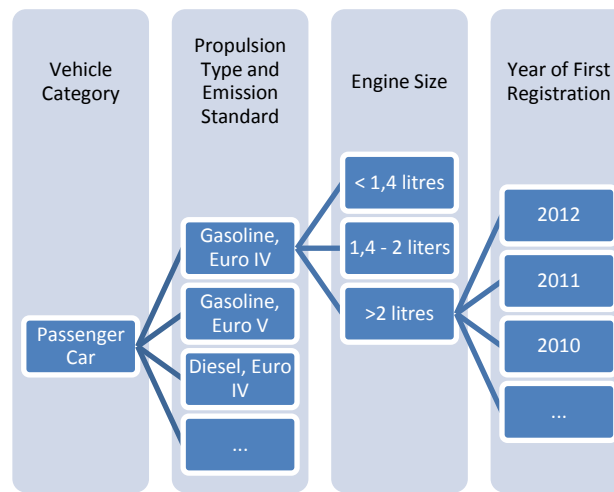 Vehicle
Category
Propulsion
Type and
Emission
Standard
Engine Size
Year of First
Registration
Passenger
Car
Gasoline,
Euro IV
Gasoline,
Euro V
Diesel, Euro
IV
...
< 1,4 litres
1,4 - 2 liters
>2 litres
2012
2011
2010
...